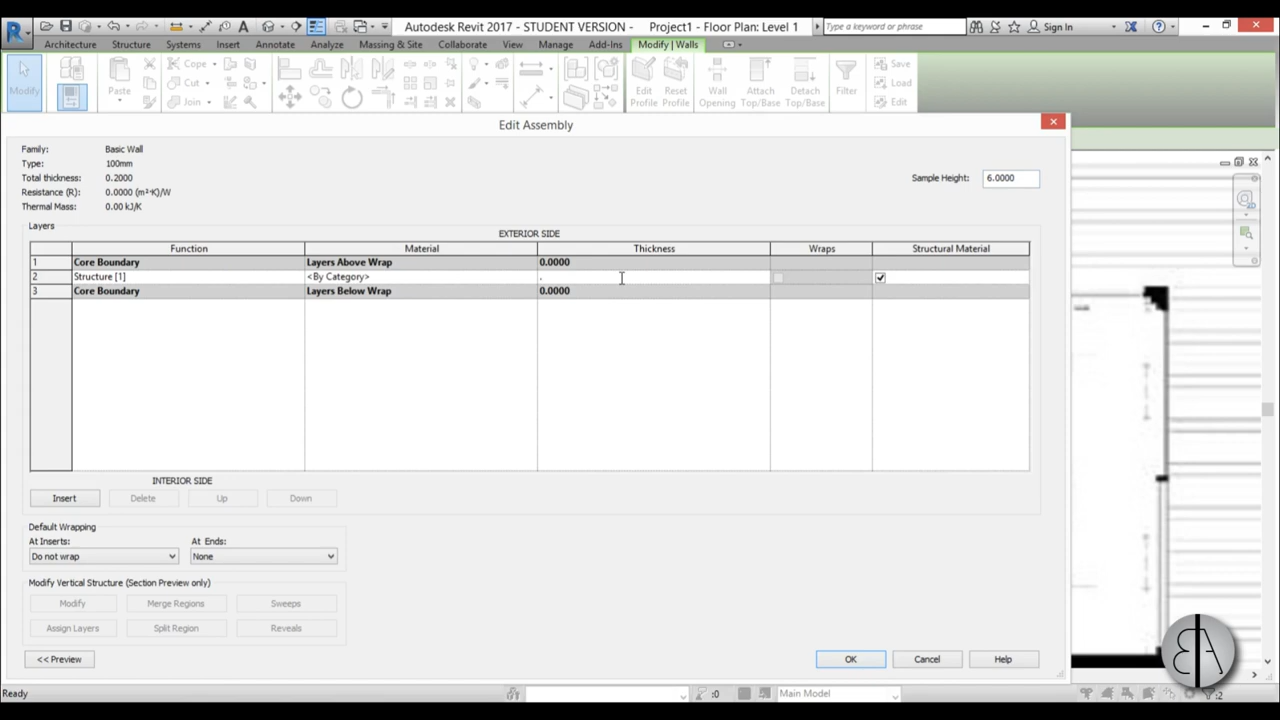 Autodesk Revit 2017 - STUDENT VERSION - Project1 - Floor Plan: Level 1
Type a keyword or phrase
Sign In
Architecture Structure Systems Insert Annotate Analyze Massing & Site Collaborate View Manage Add-Ins Modify | Walls
Modify
Paste
Cope
Cut
Join
Edit Profile
Reset Profile
Wall Opening
Attach Top/Base
Detach Top/Base
Filter
Save
Load
Edit
Edit Assembly
Family: Basic Wall
Type: 100mm
Total thickness: 0.2000
Resistance (R): 0.0000 (m²·K)/W
Thermal Mass: 0.00 kJ/K
Sample Height: 6.0000
Layers
EXTERIOR SIDE
Function Material Thickness Wraps Structural Material
1 Core Boundary Layers Above Wrap 0.0000
2 Structure [1] <By Category> .
3 Core Boundary Layers Below Wrap 0.0000
INTERIOR SIDE
Insert Delete Up Down
Default Wrapping
At Inserts: At Ends:
Do not wrap None
Modify Vertical Structure (Section Preview only)
Modify Merge Regions Sweeps
Assign Layers Split Region Reveals
<< Preview OK Cancel Help
Ready :0 Main Model :2